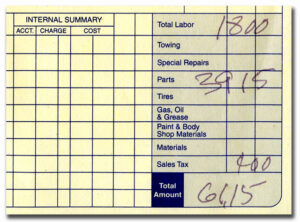 INTERNAL SUMMARY
ACCT. CHARGE COST
Total Labor 1800
Towing
Special Repairs
Parts 3915
Tires
Gas, Oil
& Grease
Paint & Body
Shop Materials
Materials
Sales Tax 400
Total
Amount 6115